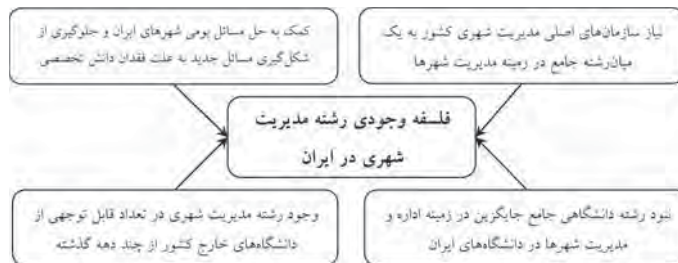 نیاز سازمان‌های اصلی مدیریت شهری کشور به یک
میان‌رشته جامع در زمینه مدیریت شهرها
کمک به حل مسائل بومی شهرهای ایران و جلوگیری از
شکل‌گیری مسائل جدید به علت فقدان دانش تخصصی
فلسفه وجودی رشته مدیریت
شهری در ایران
نبود رشته دانشگاهی جامع جایگزین در زمینه اداره و
مدیریت شهرها در دانشگاه‌های ایران
وجود رشته مدیریت شهری در تعداد قابل توجهی از
دانشگاه‌های خارج کشور از چند دهه گذشته